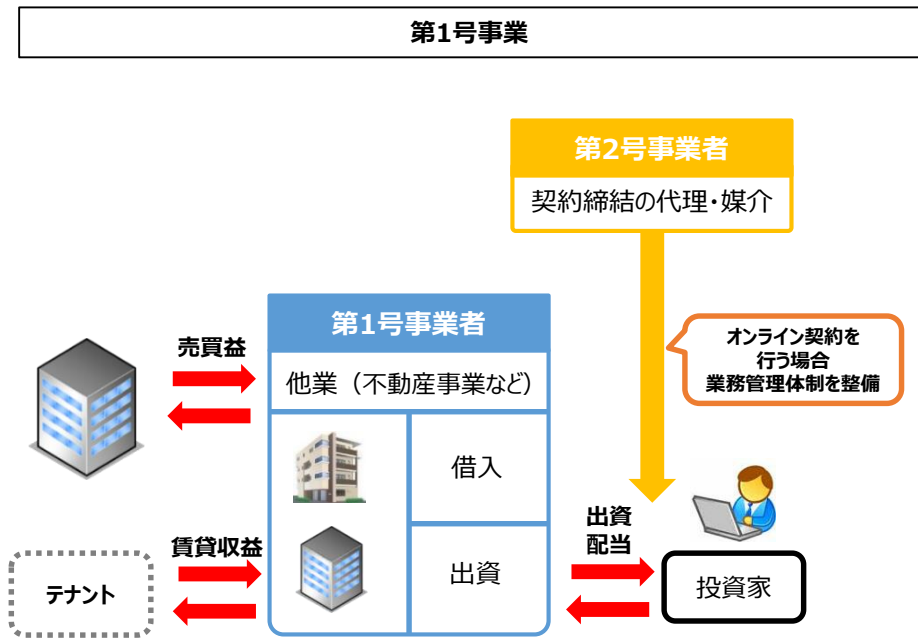 第1号事業
第2号事業者
契約締結の代理・媒介
オンライン契約を
行う場合
業務管理体制を整備
第1号事業者
他業（不動産事業など）
売買益
借入
出資
賃貸収益
テナント
出資
配当
投資家